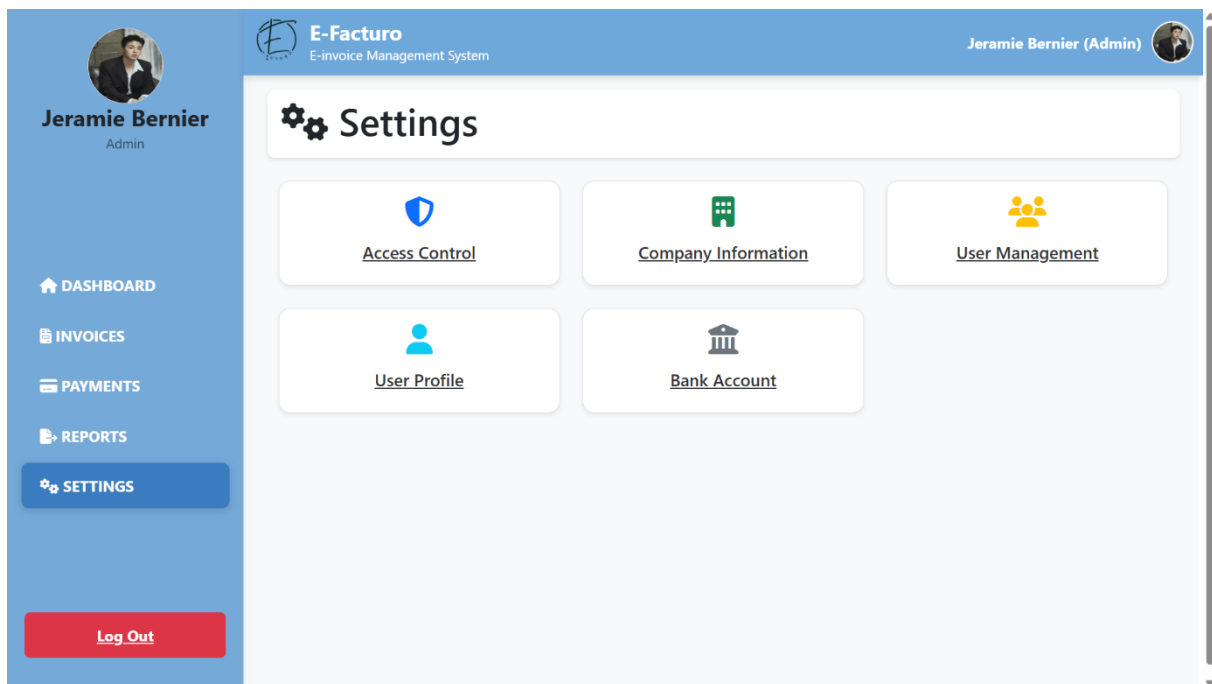 Jeramie Bernier
Admin
DASHBOARD
INVOICES
PAYMENTS
REPORTS
SETTINGS
Log Out
E-Facturo
E-invoice Management System
Jeramie Bernier (Admin)
Settings
Access Control
Company Information
User Management
User Profile
Bank Account